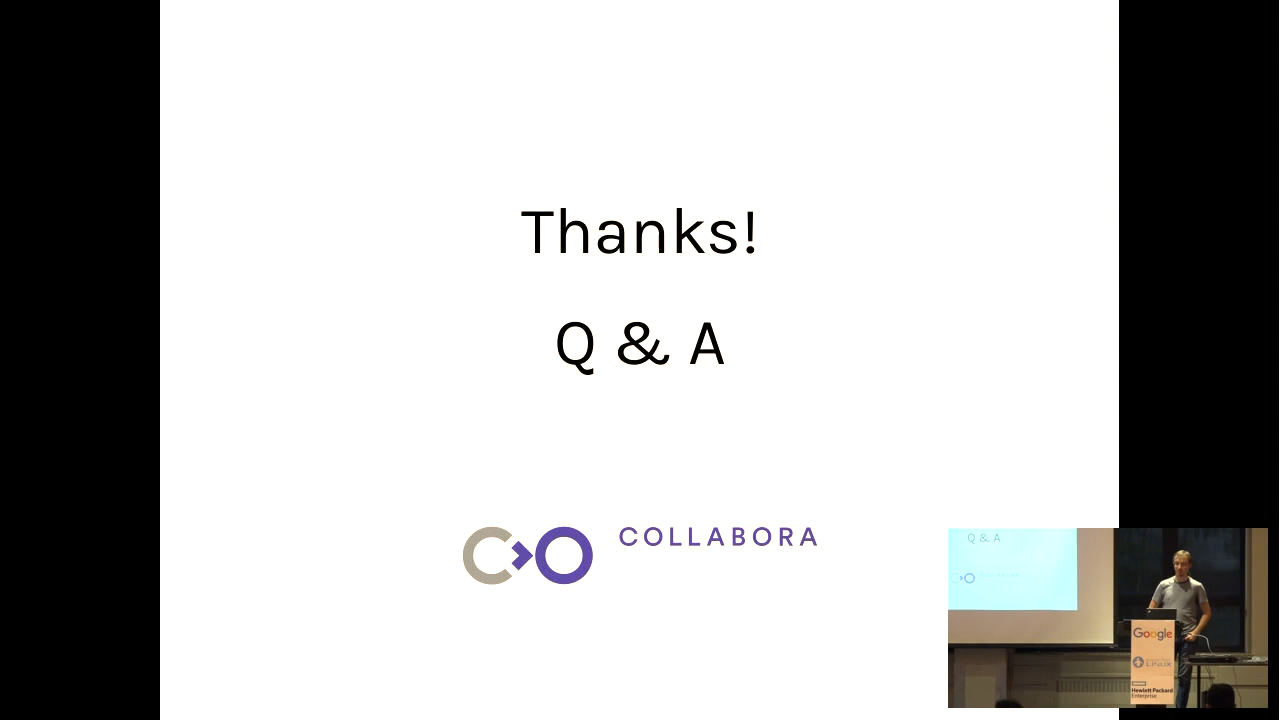 Thanks!
Q & A
COLLABORA
Q & A
Google
LINUX
Hewlett Packard
Enterprise